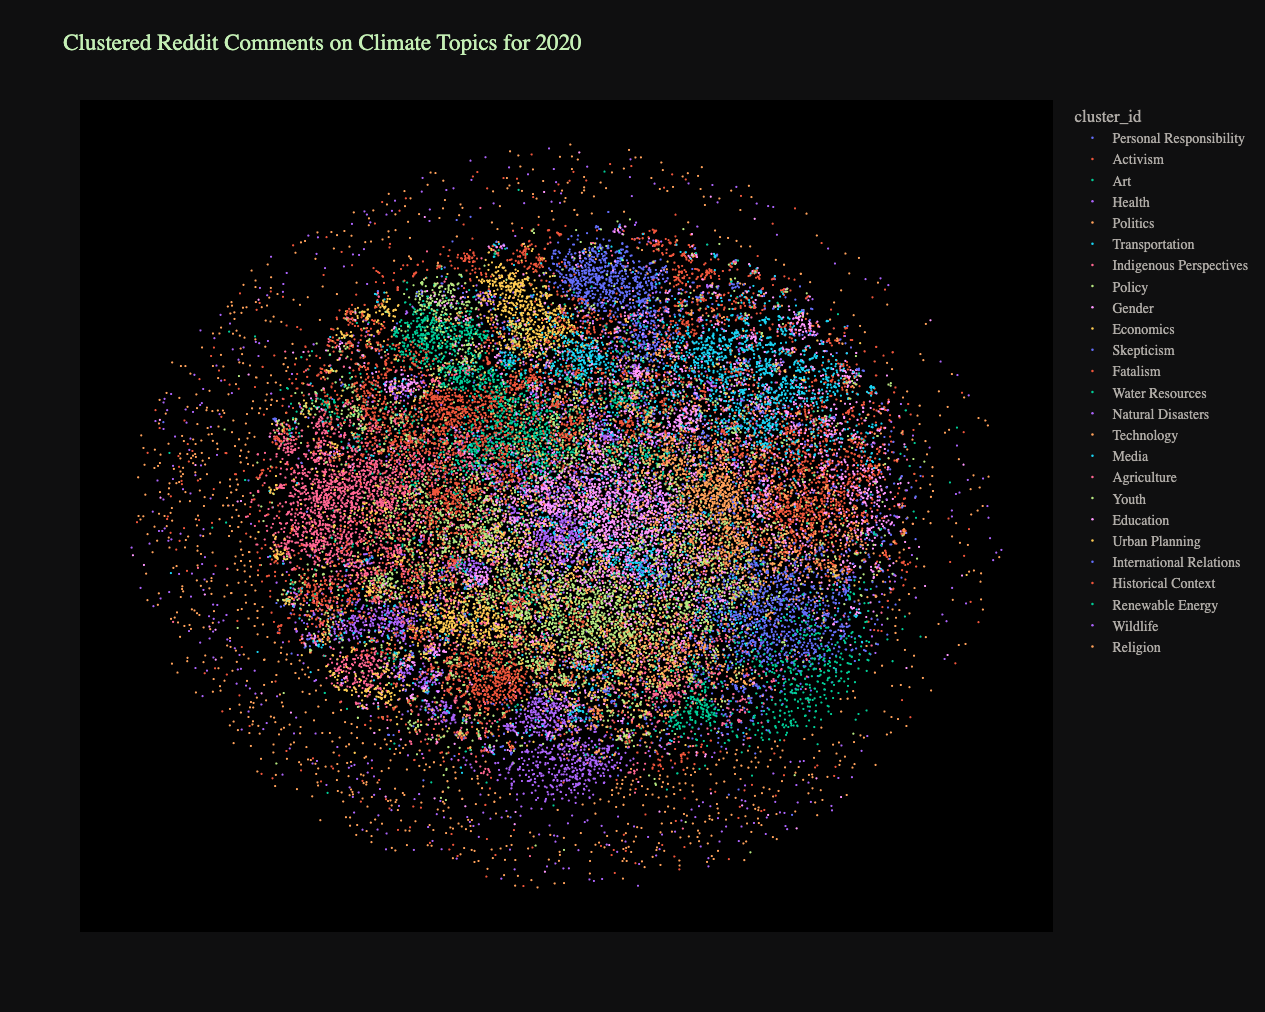 Clustered Reddit Comments on Climate Topics for 2020
cluster_id
Personal Responsibility
Activism
Art
Health
Politics
Transportation
Indigenous Perspectives
Policy
Gender
Economics
Skepticism
Fatalism
Water Resources
Natural Disasters
Technology
Media
Agriculture
Youth
Education
Urban Planning
International Relations
Historical Context
Renewable Energy
Wildlife
Religion